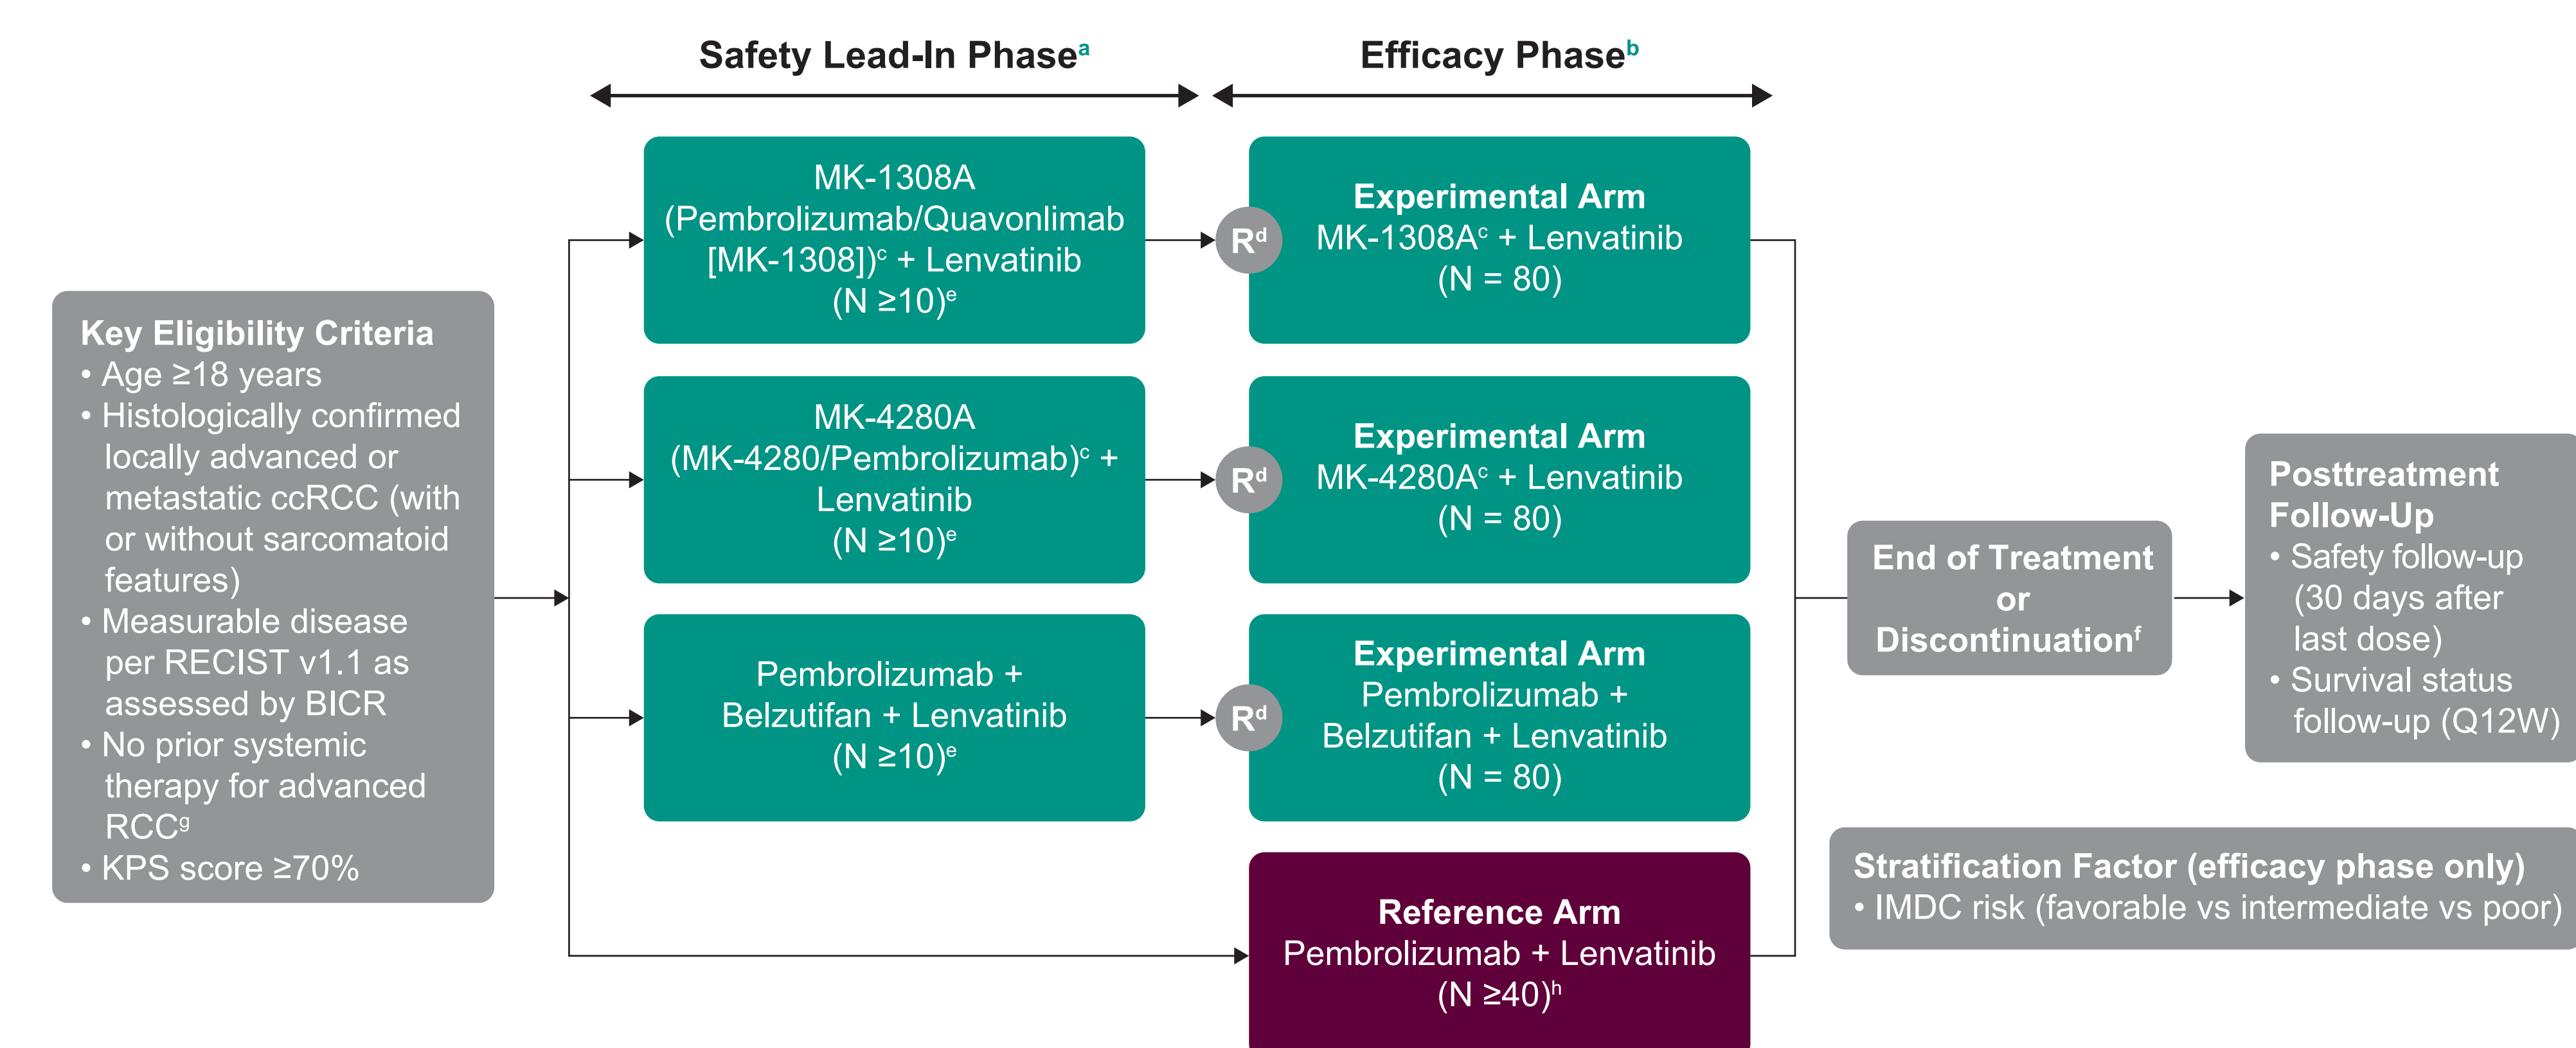 Safety Lead-In Phaseᵃ
Efficacy Phaseᵇ
Key Eligibility Criteria
• Age ≥18 years
• Histologically confirmed
locally advanced or
metastatic ccRCC (with
or without sarcomatoid
features)
• Measurable disease
per RECIST v1.1 as
assessed by BICR
• No prior systemic
therapy for advanced
RCCᵍ
• KPS score ≥70%
MK-1308A
(Pembrolizumab/Quavonlimab
[MK-1308])ᶜ + Lenvatinib
(N ≥10)ᵉ
Rᵈ
Experimental Arm
MK-1308Aᶜ + Lenvatinib
(N = 80)
MK-4280A
(MK-4280/Pembrolizumab)ᶜ +
Lenvatinib
(N ≥10)ᵉ
Rᵈ
Experimental Arm
MK-4280Aᶜ + Lenvatinib
(N = 80)
Pembrolizumab +
Belzutifan + Lenvatinib
(N ≥10)ᵉ
Rᵈ
Experimental Arm
Pembrolizumab +
Belzutifan + Lenvatinib
(N = 80)
Reference Arm
Pembrolizumab + Lenvatinib
(N ≥40)ʰ
End of Treatment
or
Discontinuationᶠ
Posttreatment
Follow-Up
• Safety follow-up
(30 days after
last dose)
• Survival status
follow-up (Q12W)
Stratification Factor (efficacy phase only)
• IMDC risk (favorable vs intermediate vs poor)